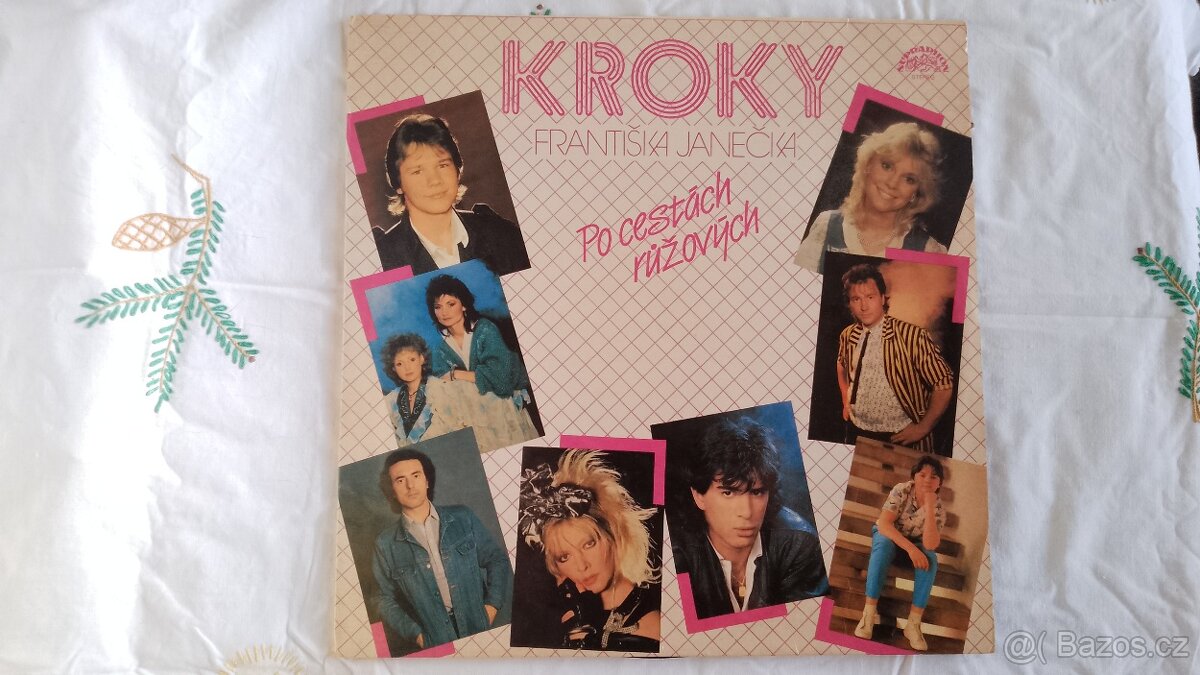 KROKY
SUPRAPHON
STEREO
FRANTIŠKA JANEČKA
Po cestách
růžových
@( Bazos.cz